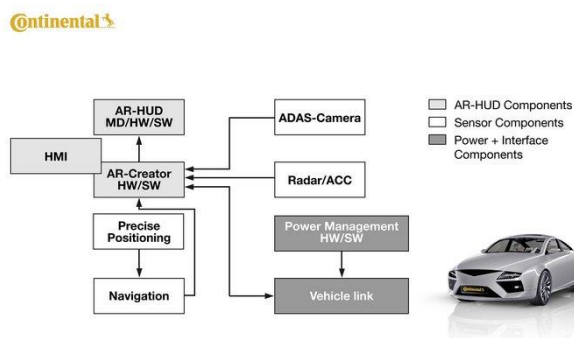 Continental
AR-HUD
MD/HW/SW
ADAS-Camera
AR-HUD Components
Sensor Components
Power + Interface
Components
HMI
AR-Creator
HW/SW
Radar/ACC
Precise
Positioning
Power Management
HW/SW
Navigation
Vehicle link